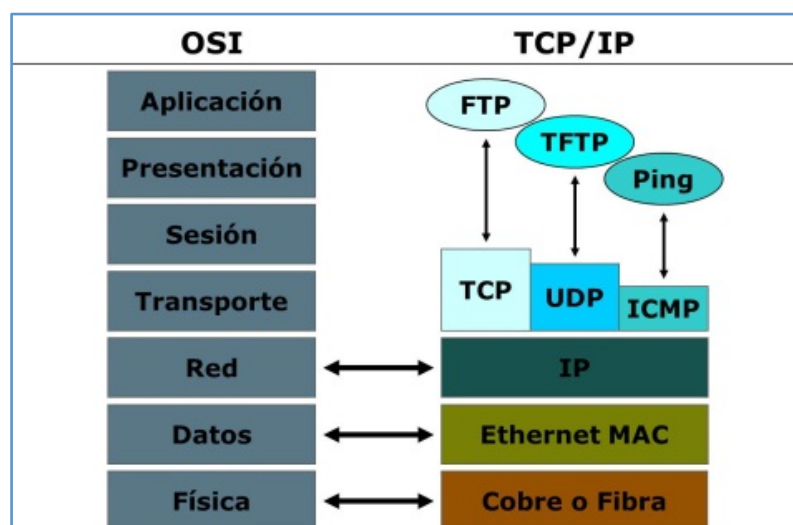 OSI
TCP/IP
Aplicación
Presentación
Sesión
Transporte
Red
Datos
Física
FTP
TFTP
Ping
TCP
UDP
ICMP
IP
Ethernet MAC
Cobre o Fibra